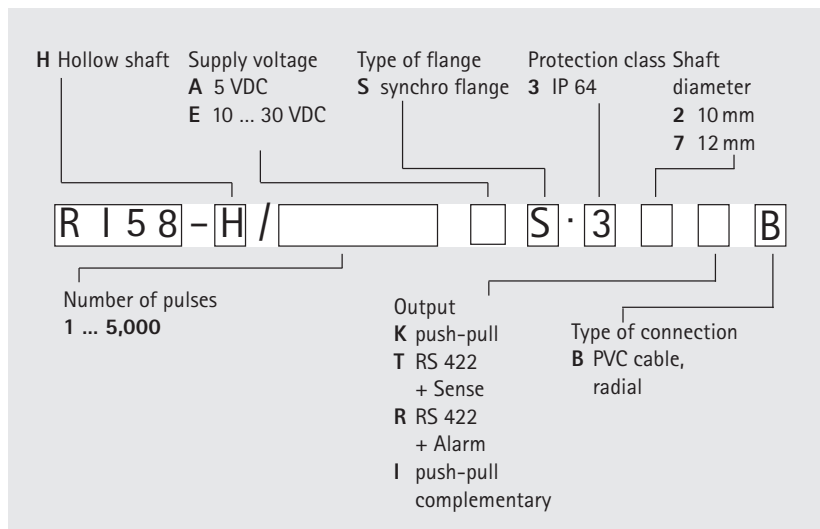 H Hollow shaft
Supply voltage
A 5 VDC
E 10 ... 30 VDC
Type of flange
S synchro flange
Protection class
3 IP 64
Shaft
diameter
2 10 mm
7 12 mm
R I 5 8 - H / S · 3 B
Number of pulses
1 ... 5,000
Output
K push-pull
T RS 422
+ Sense
R RS 422
+ Alarm
I push-pull
complementary
Type of connection
B PVC cable,
radial